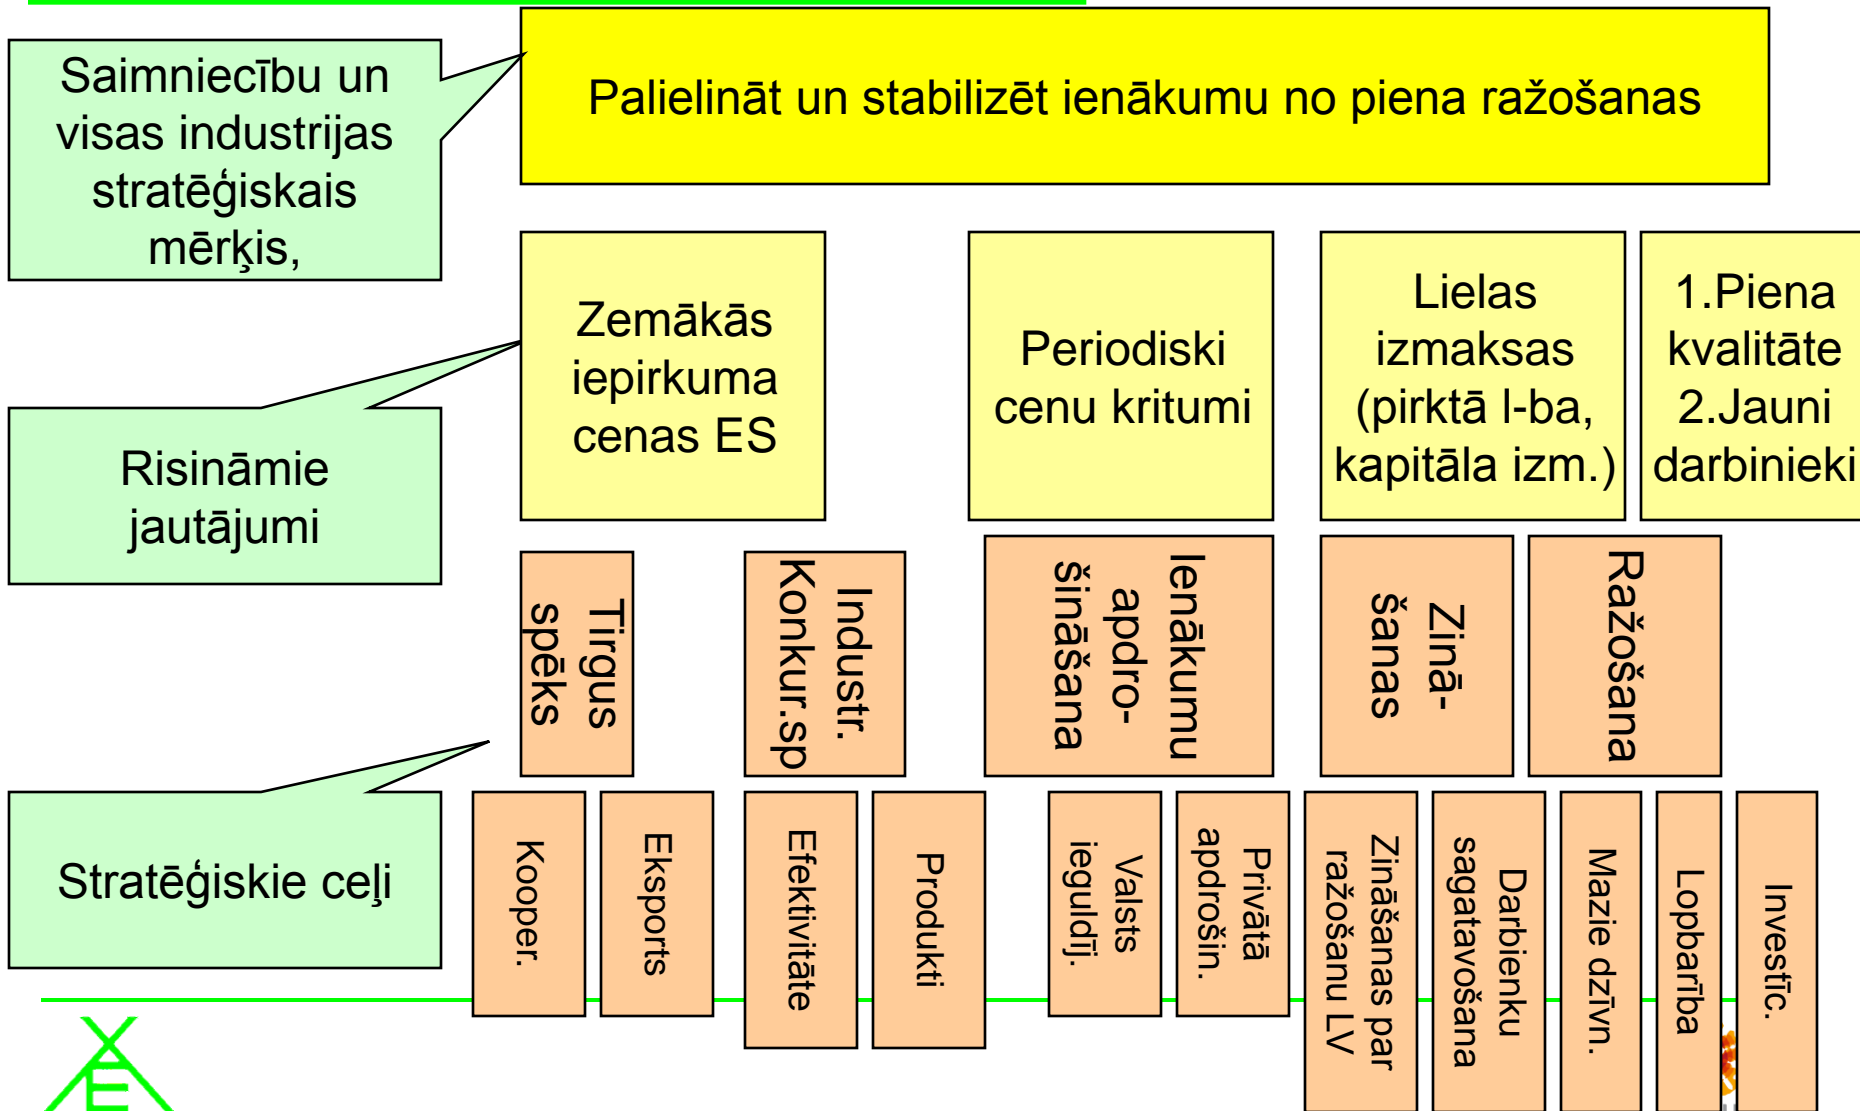 Saimniecību un
visas industrijas
stratēģiskais
mērķis,
Palielināt un stabilizēt ienākumu no piena ražošanas
Risināmie
jautājumi
Zemākās
iepirkuma
cenas ES
Periodiski
cenu kritumi
Lielas
izmaksas
(pirktā l-ba,
kapitāla izm.)
1.Piena
kvalitāte
2.Jauni
darbinieki
Stratēģiskie ceļi
Tirgus
spēks
Industr.
Konkur.sp
Ienākumu
apdro-
šināšana
Zinā-
šanas
Ražošana
Kooper.
Eksports
Efektivitāte
Produkti
Valsts
ieguldīj.
Privātā
apdrošin.
Zināšanas par
ražošanu LV
Darbienku
sagatavošana
Mazie dzīvn.
Lopbarība
Investīc.